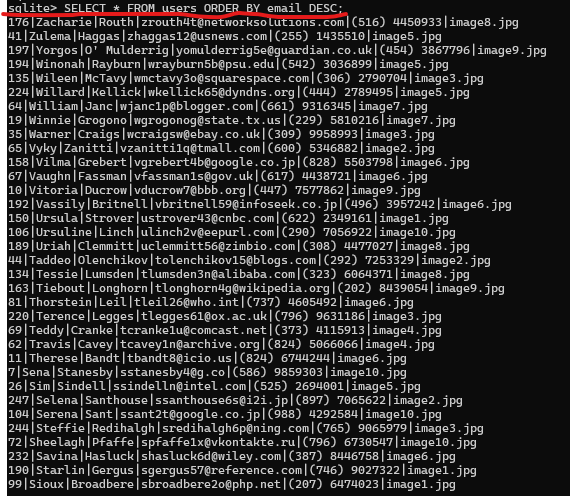 sqlite> SELECT * FROM users ORDER BY email DESC;
176|Zecharie|Routh|zrouth4t@networksolutions.com|(516) 4450933|image8.jpg
41|Zulema|Haggas|zhaggas12@usnews.com|(255) 1435510|image5.jpg
197|Yorgos|O' Mulderrig|yomulderrig5e@guardian.co.uk|(454) 3867796|image9.jpg
194|Winonah|Rayburn|wrayburn5b@psu.edu|(542) 3036899|image5.jpg
135|Wileen|McTavy|wmctavy3o@squarespace.com|(306) 2790704|image3.jpg
224|Willard|Kellick|wkellick65@dyndns.org|(444) 2789495|image5.jpg
64|William|Janc|wjanc1p@blogger.com|(661) 9316345|image7.jpg
19|Winnie|Grogono|wgrogonog@state.tx.us|(229) 5810216|image7.jpg
35|Warner|Craigs|wcraigsw@ebay.co.uk|(309) 9958993|image3.jpg
65|Vyky|Zanitti|vzanitti1q@tmall.com|(600) 5346882|image2.jpg
158|Vilma|Grebert|vgrebert4b@google.co.jp|(828) 5503798|image6.jpg
67|Vaughn|Fassman|vfassman1s@gov.uk|(617) 4438721|image6.jpg
10|Vitoria|Ducrow|vducrow7@bbb.org|(447) 7577862|image9.jpg
192|Vassily|Britnell|vbritnell59@infoseek.co.jp|(496) 3957242|image6.jpg
150|Ursula|Strover|ustrover43@cnbc.com|(622) 2349161|image1.jpg
106|Ursuline|Linch|ulinch2v@eepurl.com|(290) 7056922|image10.jpg
189|Uriah|Clemmitt|uclemmitt56@zimbio.com|(308) 4477027|image8.jpg
44|Taddeo|Olenchikov|tolenchikov15@blogs.com|(292) 7253329|image2.jpg
134|Tessie|Lumsden|tlumsden3n@alibaba.com|(323) 6064371|image8.jpg
163|Tiebout|Longhorn|tlonghorn4g@wikipedia.org|(202) 8439054|image9.jpg
81|Thorstein|Leil|tleil26@who.int|(737) 4605492|image6.jpg
220|Terence|Legges|tlegges61@ox.ac.uk|(796) 9631186|image3.jpg
69|Teddy|Cranke|tcranke1u@comcast.net|(373) 4115913|image4.jpg
62|Travis|Cavey|tcavey1n@archive.org|(824) 5066066|image4.jpg
11|Therese|Bandt|tbandt8@icio.us|(824) 6744244|image6.jpg
7|Sena|Stanesby|sstanesby4@g.co|(586) 9859303|image10.jpg
26|Sim|Sindell|ssindelln@intel.com|(525) 2694001|image5.jpg
247|Selena|Santhouse|ssanthouse6s@i2i.jp|(897) 7065622|image2.jpg
104|Serena|Sant|ssant2t@google.co.jp|(988) 4292584|image10.jpg
244|Steffie|Redihalgh|sredihalgh6p@ning.com|(765) 9065979|image3.jpg
72|Sheelagh|Pfaffe|spfaffe1x@vkontakte.ru|(796) 6730547|image10.jpg
232|Savina|Hasluck|shasluck6d@wiley.com|(387) 8446758|image6.jpg
190|Starlin|Gergus|sgergus57@reference.com|(746) 9027322|image1.jpg
99|Sioux|Broadbere|sbroadbere2o@php.net|(207) 6474023|image1.jpg